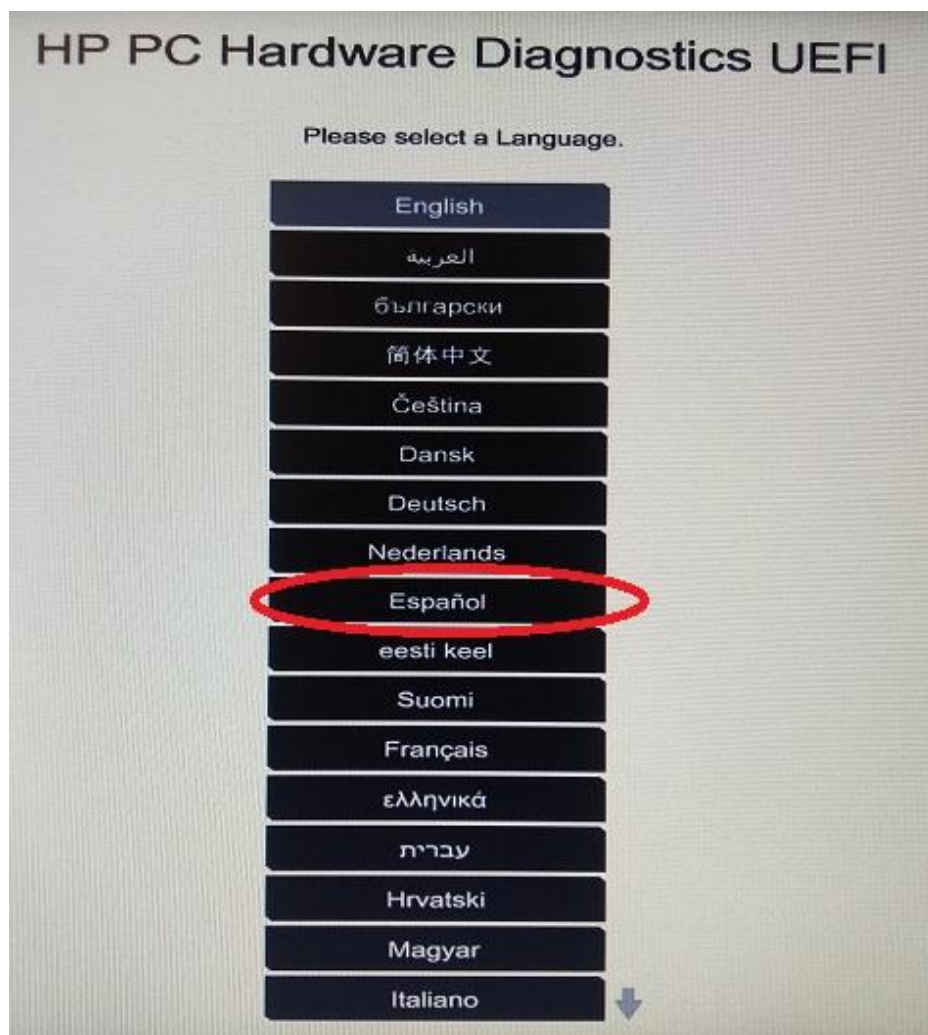 HP PC Hardware Diagnostics UEFI
Please select a Language.
English
العربية
български
简体中文
Čeština
Dansk
Deutsch
Nederlands
Español
eesti keel
Suomi
Français
ελληνικά
עברית
Hrvatski
Magyar
Italiano